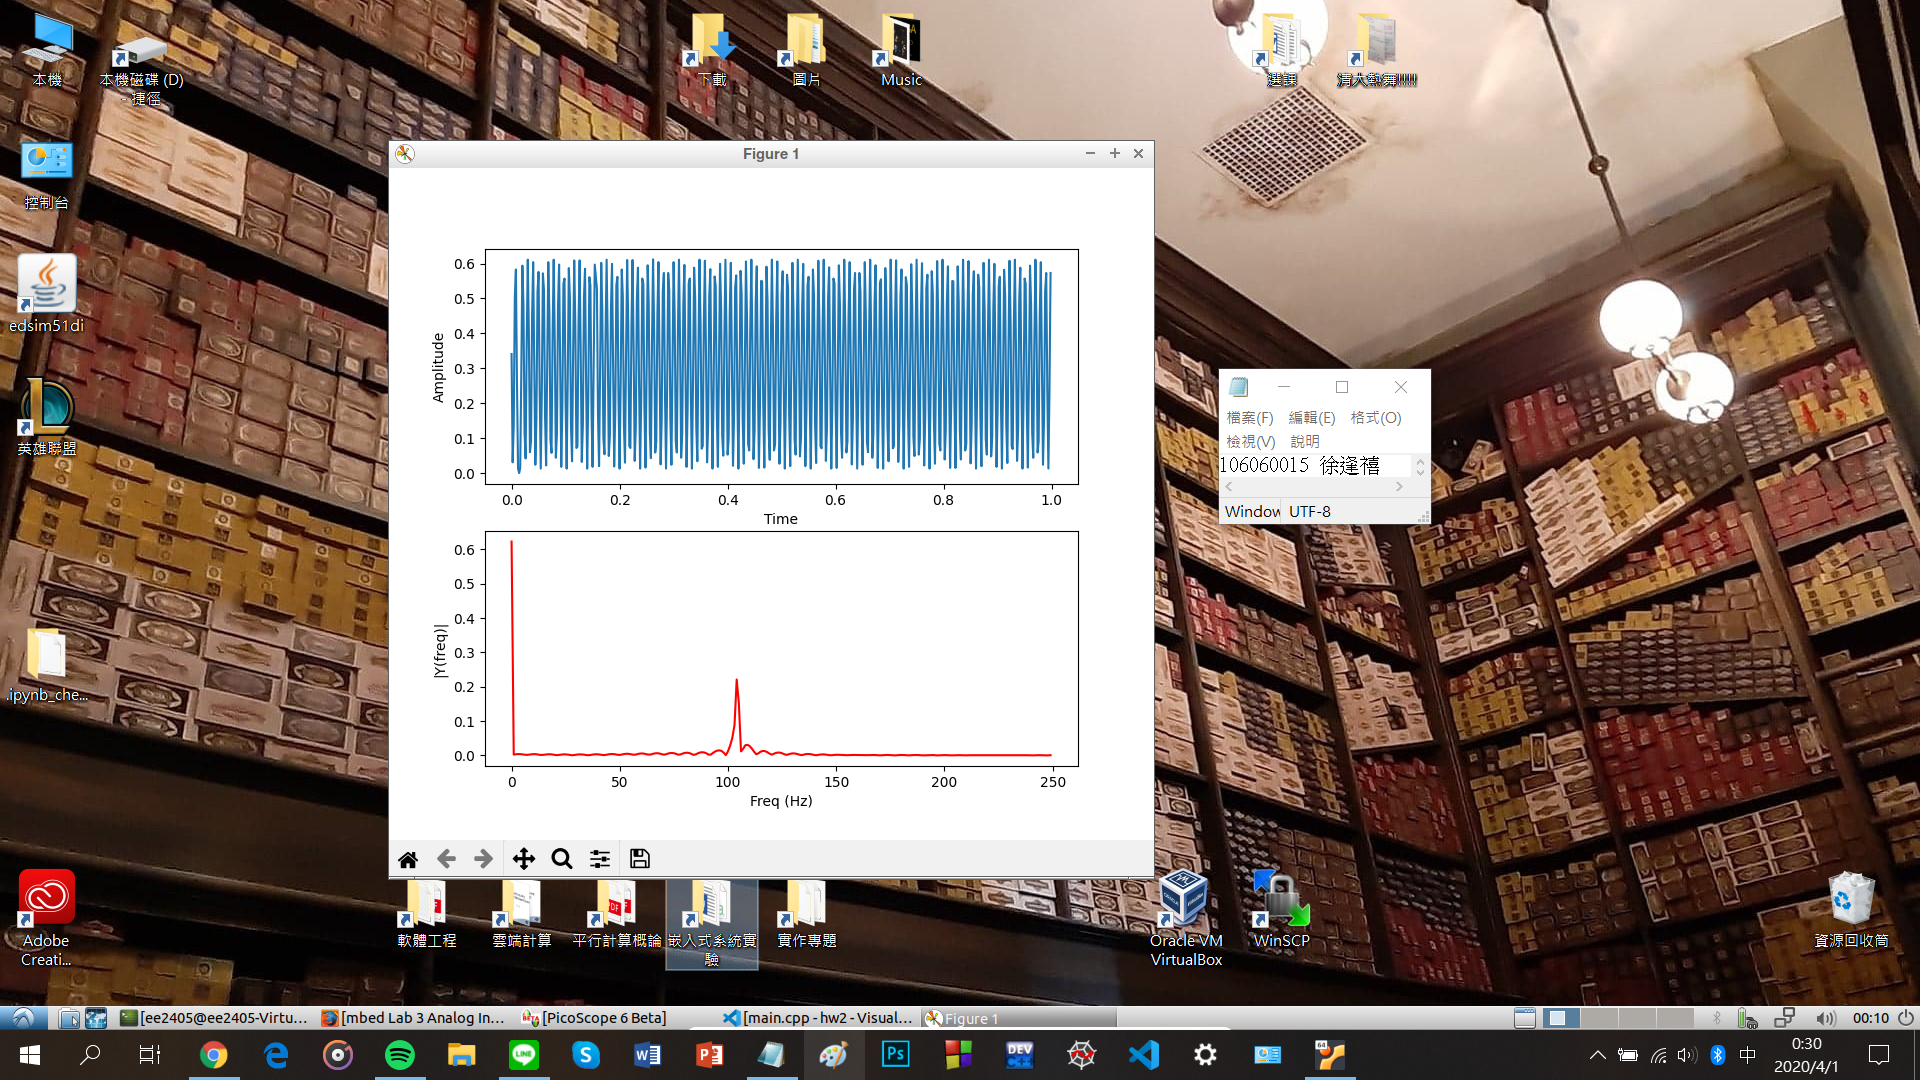 本機
本機磁碟 (D)
- 捷徑
下載
圖片
Music
選課
清大熱舞!!!!!
控制台
edsim51di
英雄聯盟
.ipynb_che...
Adobe
Creati...
Figure 1
0.6
0.5
0.4
0.3
0.2
0.1
0.0
Amplitude
0.0 0.2 0.4 0.6 0.8 1.0
Time
0.6
0.5
0.4
0.3
0.2
0.1
0.0
|Y(freq)|
0 50 100 150 200 250
Freq (Hz)
檔案(F) 編輯(E) 格式(O)
檢視(V) 說明
106060015 徐逢禧
Window UTF-8
軟體工程
雲端計算
平行計算概論
嵌入式系統實
驗
實作專題
Oracle VM
VirtualBox
WinSCP
資源回收筒
[ee2405@ee2405-Virtu...
[mbed Lab 3 Analog In...
[PicoScope 6 Beta]
[main.cpp - hw2 - Visual...
Figure 1
00:10
LINE
Ps
DEV
64
中
0:30
2020/4/1